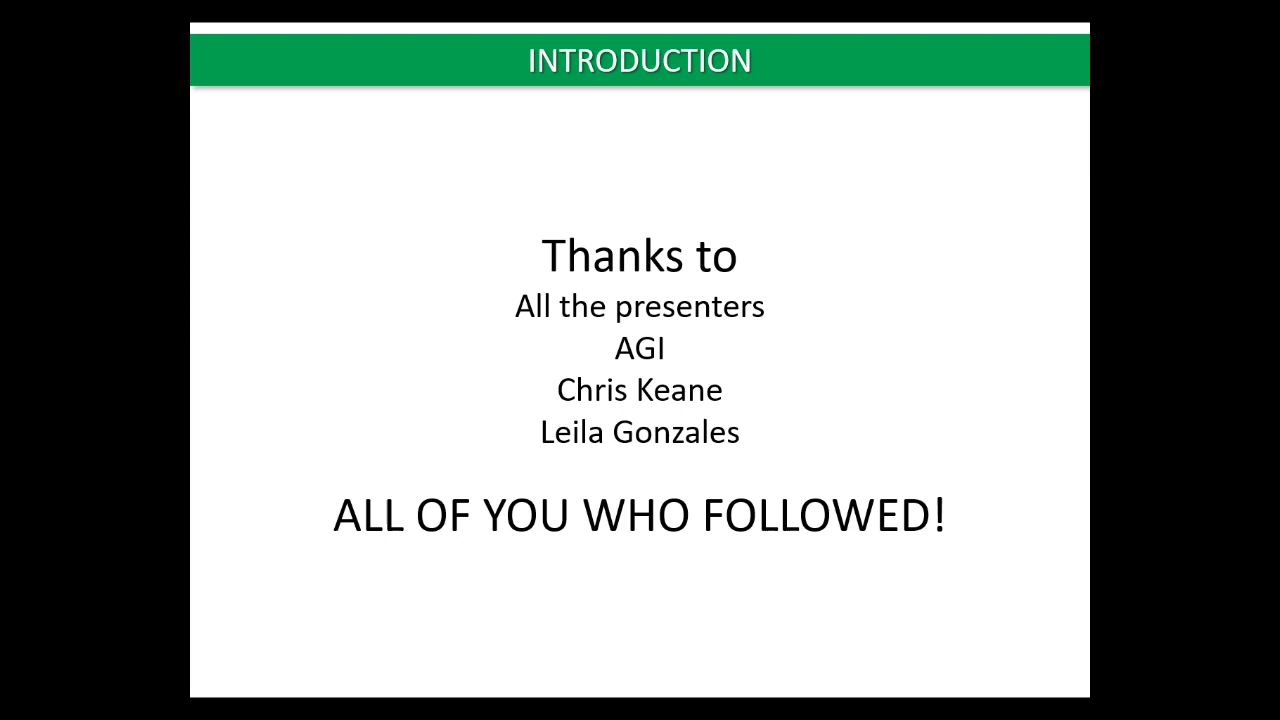 INTRODUCTION
Thanks to
All the presenters
AGI
Chris Keane
Leila Gonzales
ALL OF YOU WHO FOLLOWED!